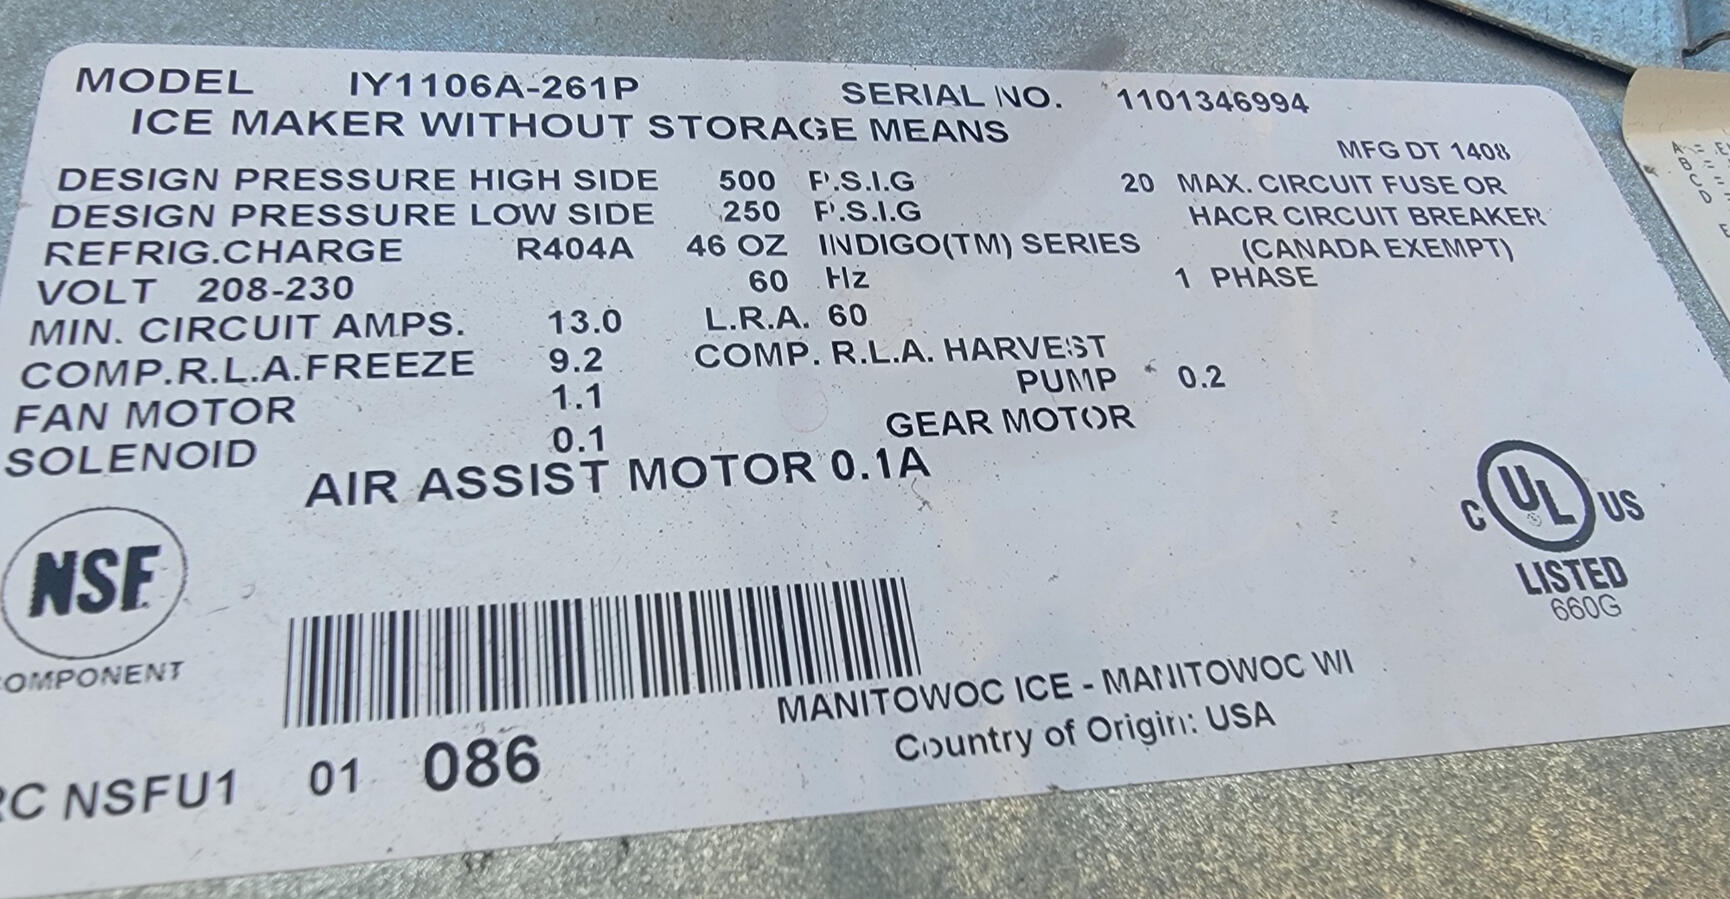 MODEL IY1106A-261P SERIAL NO. 1101346994
ICE MAKER WITHOUT STORAGE MEANS
MFG DT 1408
DESIGN PRESSURE HIGH SIDE 500 P.S.I.G 20 MAX. CIRCUIT FUSE OR
DESIGN PRESSURE LOW SIDE 250 P.S.I.G HACR CIRCUIT BREAKER
REFRIG.CHARGE R404A 46 OZ INDIGO(TM) SERIES (CANADA EXEMPT)
VOLT 208-230 60 Hz 1 PHASE
MIN. CIRCUIT AMPS. 13.0 L.R.A. 60
COMP.R.L.A.FREEZE 9.2 COMP. R.L.A. HARVEST
FAN MOTOR 1.1 PUMP 0.2
SOLENOID 0.1 GEAR MOTOR
AIR ASSIST MOTOR 0.1A
NSF
OMPONENT
C UL US
LISTED
660G
MANITOWOC ICE - MANITOWOC WI
Country of Origin: USA
C NSFU1 01 086
A =
B =
C =
D